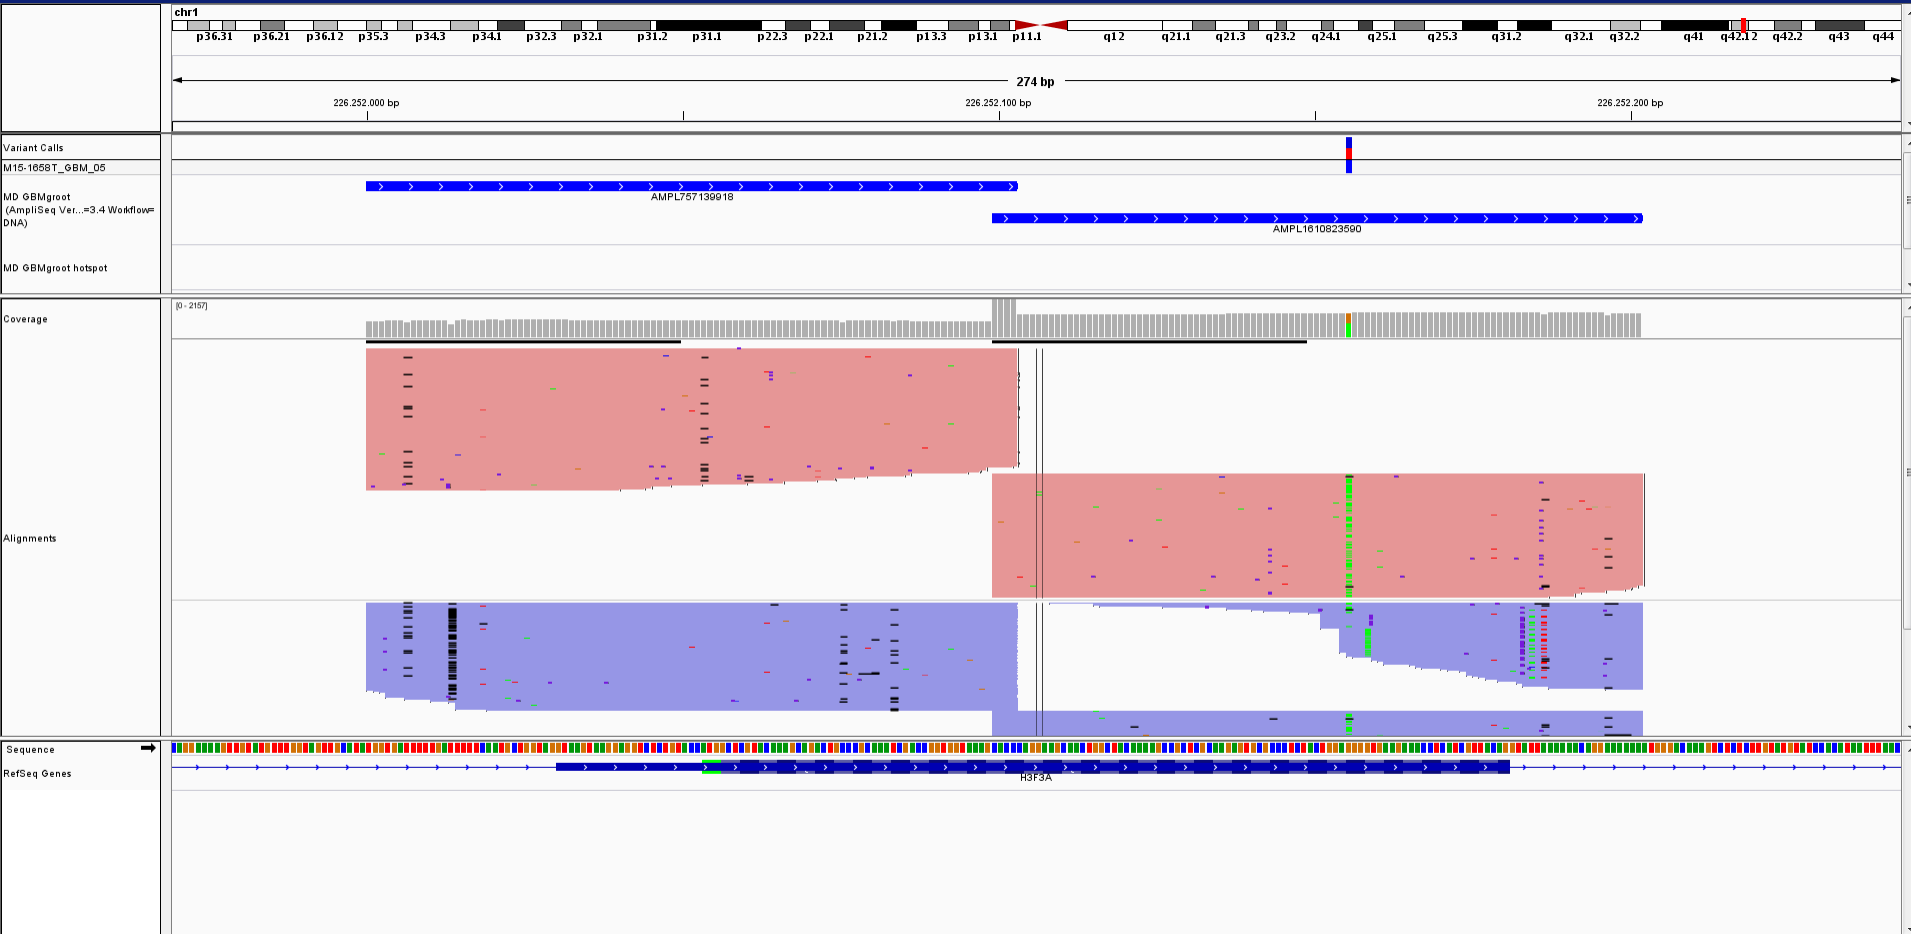 chr1
p36.31 p36.21 p36.12 p35.3 p34.3 p34.1 p32.3 p32.1 p31.2 p31.1 p22.3 p22.1 p21.2 p13.3 p13.1 p11.1 q12 q21.1 q21.3 q23.2 q24.1 q25.1 q25.3 q31.2 q32.1 q32.2 q41 q42.12 q42.2 q43 q44
274 bp
226.252.000 bp 226.252.100 bp 226.252.200 bp
Variant Calls
M15-1658T_GBM_05
MD GBMgroot
(AmpliSeq Ver...=3.4 Workflow=
DNA)
AMPL757139918
AMPL1610823590
MD GBMgroot hotspot
[0 - 2157]
Coverage
Alignments
Sequence
RefSeq Genes
H3F3A